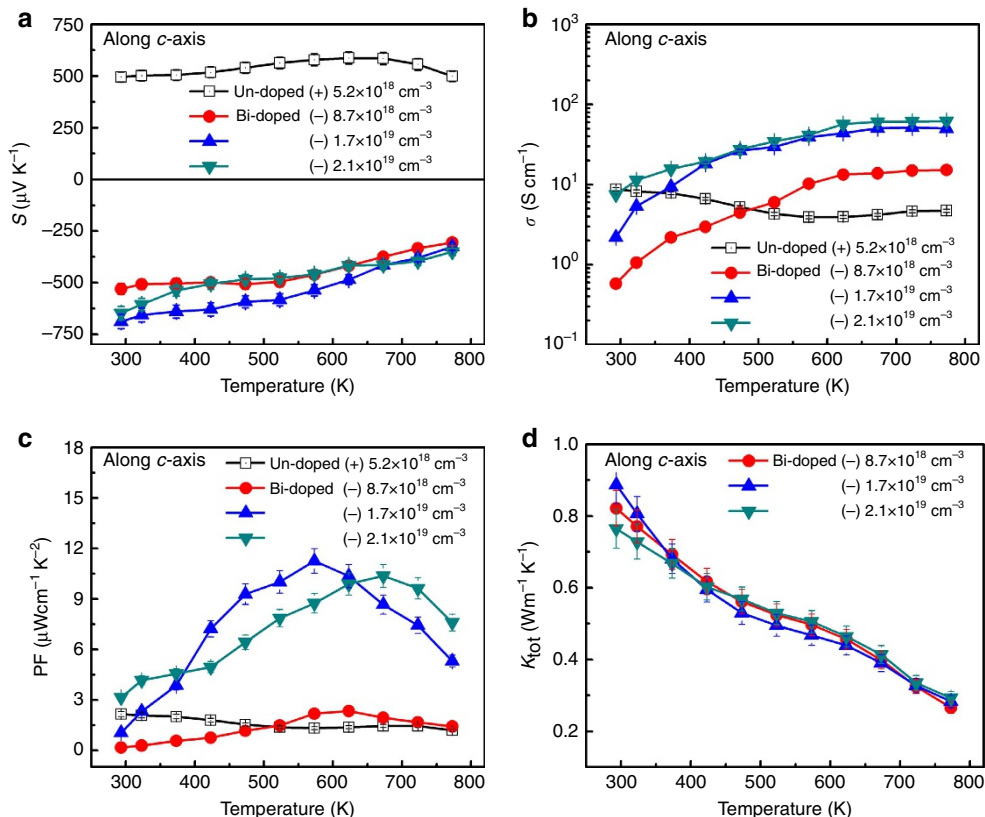 a
Along c-axis
750
500
250
0
−250
−500
−750
S (μV K⁻¹)
Un-doped (+) 5.2×10¹⁸ cm⁻³
Bi-doped (−) 8.7×10¹⁸ cm⁻³
(−) 1.7×10¹⁹ cm⁻³
(−) 2.1×10¹⁹ cm⁻³
300 400 500 600 700 800
Temperature (K)
b
Along c-axis
10³
10²
10¹
10⁰
10⁻¹
σ (S cm⁻¹)
Un-doped (+) 5.2×10¹⁸ cm⁻³
Bi-doped (−) 8.7×10¹⁸ cm⁻³
(−) 1.7×10¹⁹ cm⁻³
(−) 2.1×10¹⁹ cm⁻³
300 400 500 600 700 800
Temperature (K)
c
Along c-axis
18
15
12
9
6
3
0
PF (μWcm⁻¹ K⁻²)
Un-doped (+) 5.2×10¹⁸ cm⁻³
Bi-doped (−) 8.7×10¹⁸ cm⁻³
(−) 1.7×10¹⁹ cm⁻³
(−) 2.1×10¹⁹ cm⁻³
300 400 500 600 700 800
Temperature (K)
d
Along c-axis
1.0
0.8
0.6
0.4
0.2
K_tot (Wm⁻¹ K⁻¹)
Bi-doped (−) 8.7×10¹⁸ cm⁻³
(−) 1.7×10¹⁹ cm⁻³
(−) 2.1×10¹⁹ cm⁻³
300 400 500 600 700 800
Temperature (K)